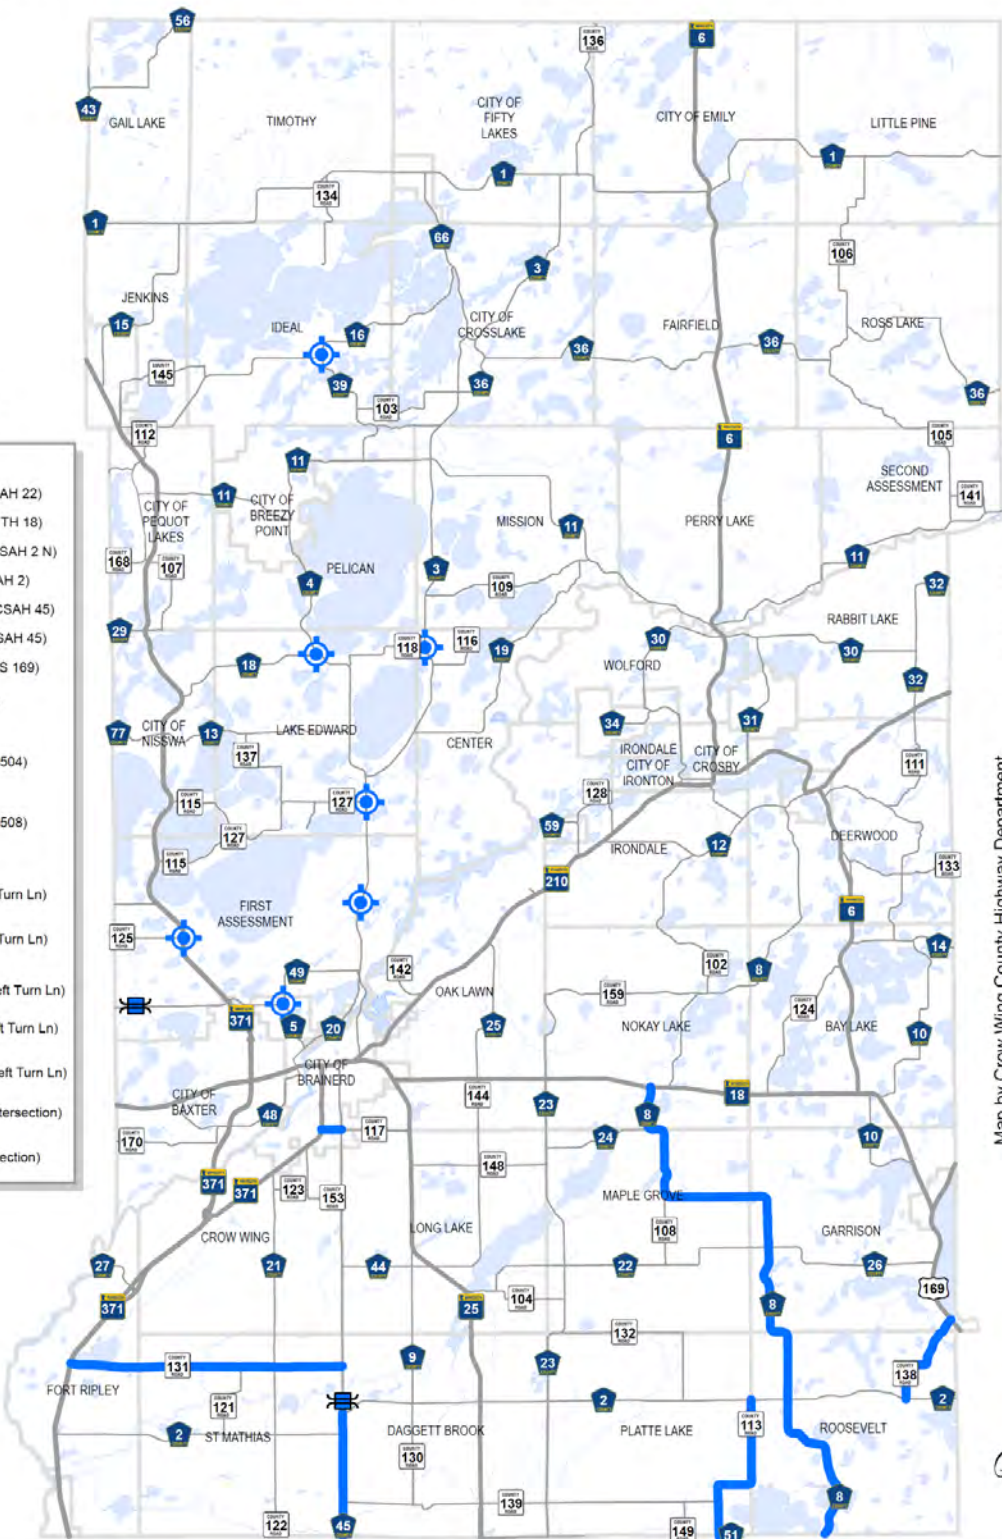 56
136
6
43
GAIL LAKE
TIMOTHY
CITY OF
FIFTY
LAKES
CITY OF EMILY
LITTLE PINE
1
1
134
1
66
106
3
JENKINS
15
IDEAL
16
CITY OF
CROSSLAKE
FAIRFIELD
ROSS LAKE
36
36
145
39
36
36
103
112
6
105
11
SECOND
ASSESSMENT
141
11
CITY OF
PEQUOT
LAKES
CITY OF
BREEZY
POINT
MISSION
11
PERRY LAKE
168
107
PELICAN
3
109
11
4
32
29
RABBIT LAKE
118
116
19
30
30
18
WOLFORD
32
77
CITY OF
NISSWA
13
LAKE EDWARD
CENTER
34
31
137
IRONDALE
CITY OF
IRONTON
CITY OF
CROSBY
111
115
127
128
127
59
IRONDALE
12
DEERWOOD
115
133
210
FIRST
ASSESSMENT
6
125
14
49
142
102
8
OAK LAWN
159
124
371
5
20
25
NOKAY LAKE
BAY LAKE
10
CITY OF
BRAINERD
CITY OF
BAXTER
144
18
48
23
8
170
117
24
10
148
371
371
123
153
MAPLE GROVE
CROW WING
LONG LAKE
108
GARRISON
27
21
44
22
26
169
371
25
104
8
132
131
9
23
138
FORT RIPLEY
121
2
113
2
2
ST MATHIAS
DAGGETT BROOK
PLATTE LAKE
ROOSEVELT
130
139
8
122
45
149
51
AH 22)
TH 18)
SAH 2 N)
AH 2)
CSAH 45)
SAH 45)
S 169)
504)
508)
Turn Ln)
Turn Ln)
eft Turn Ln)
t Turn Ln)
eft Turn Ln)
tersection)
ection)
Map by Crow Wing County Highway Department